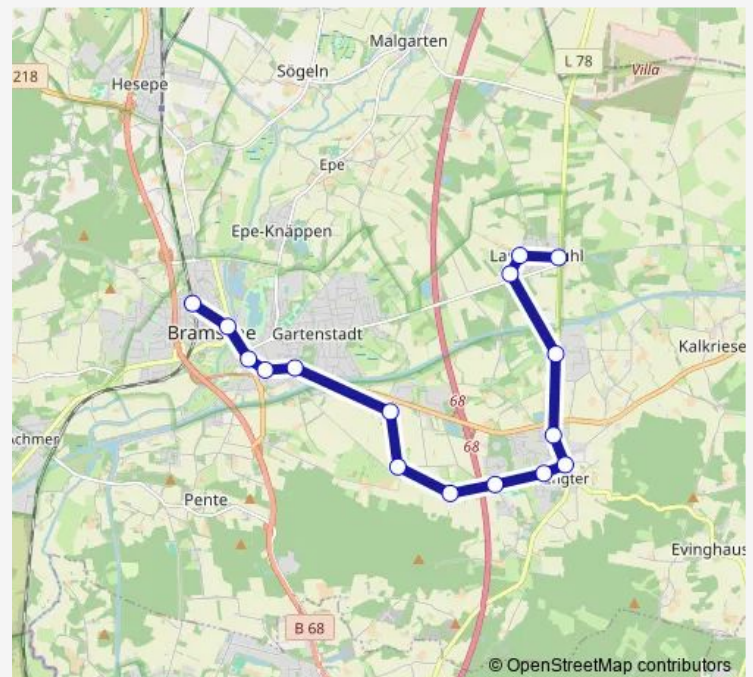 Malgarten
L 78
Sögeln
Villa
218
Hesepe
Epe
Epe-Knäppen
Gartenstadt
Kalkriese
68
68
Pente
Evinghaus
B 68
© OpenStreetMap contributors